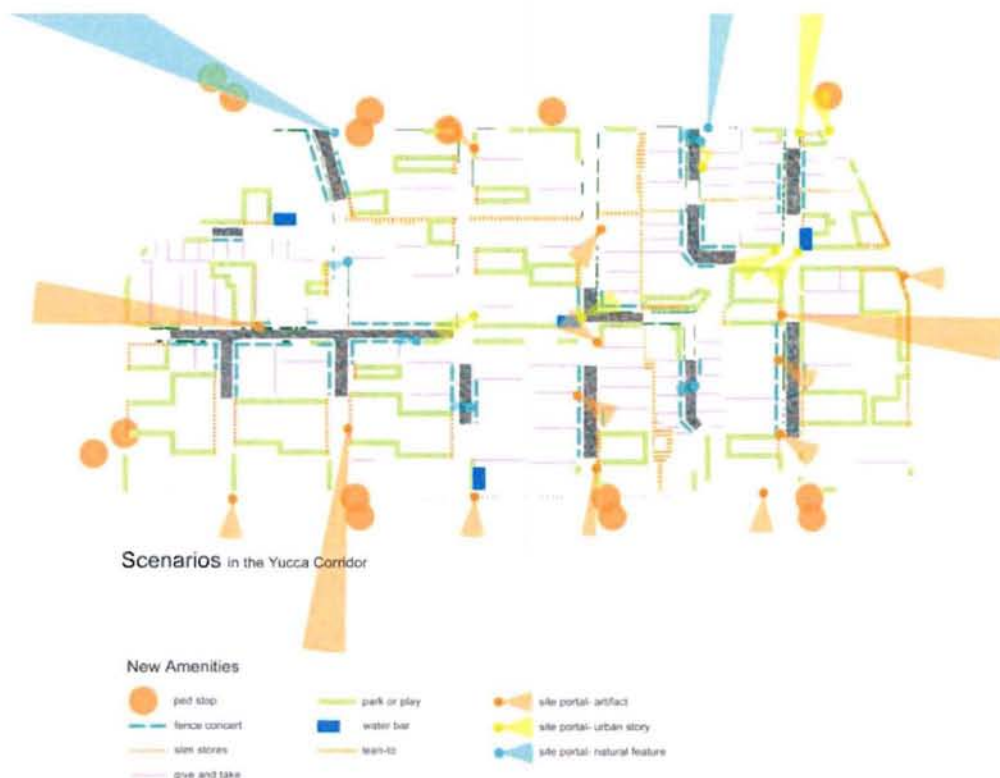 Scenarios in the Yucca Corridor
New Amenities
ped stop
fence concert
slim stores
give and take
park or play
water bar
lean-to
site portal- artifact
site portal- urban story
site portal- natural feature